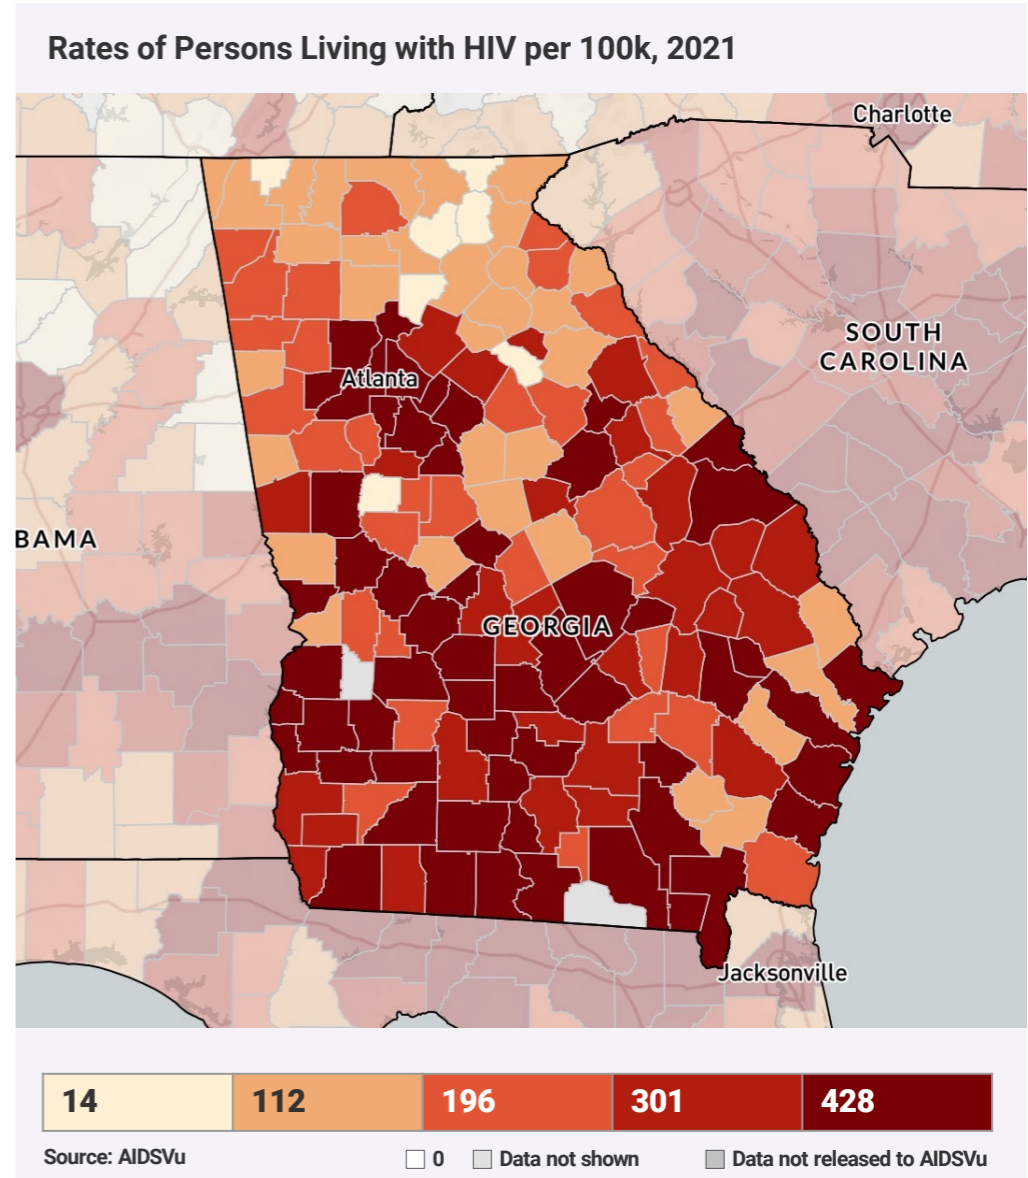 Rates of Persons Living with HIV per 100k, 2021
Charlotte
SOUTH
CAROLINA
Atlanta
BAMA
GEORGIA
Jacksonville
14 112 196 301 428
Source: AIDSVu 0 Data not shown Data not released to AIDSVu